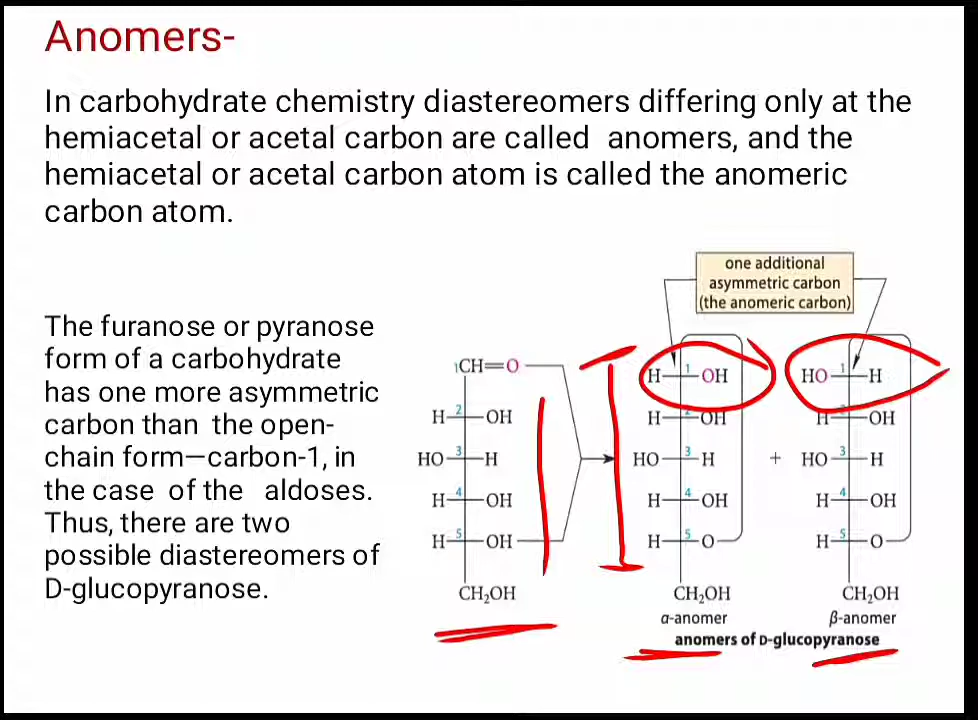 Anomers-
In carbohydrate chemistry diastereomers differing only at the
hemiacetal or acetal carbon are called anomers, and the
hemiacetal or acetal carbon atom is called the anomeric
carbon atom.
The furanose or pyranose
form of a carbohydrate
has one more asymmetric
carbon than the open-
chain form—carbon-1, in
the case of the aldoses.
Thus, there are two
possible diastereomers of
D-glucopyranose.
one additional
asymmetric carbon
(the anomeric carbon)
1CH=O
H 2 OH
HO 3 H
H 4 OH
H 5 OH
CH₂OH
H 1 OH
H 2 OH
HO 3 H
H 4 OH
H 5 O
CH₂OH
α-anomer
+
HO 1 H
H 2 OH
HO 3 H
H 4 OH
H 5 O
CH₂OH
β-anomer
anomers of D-glucopyranose